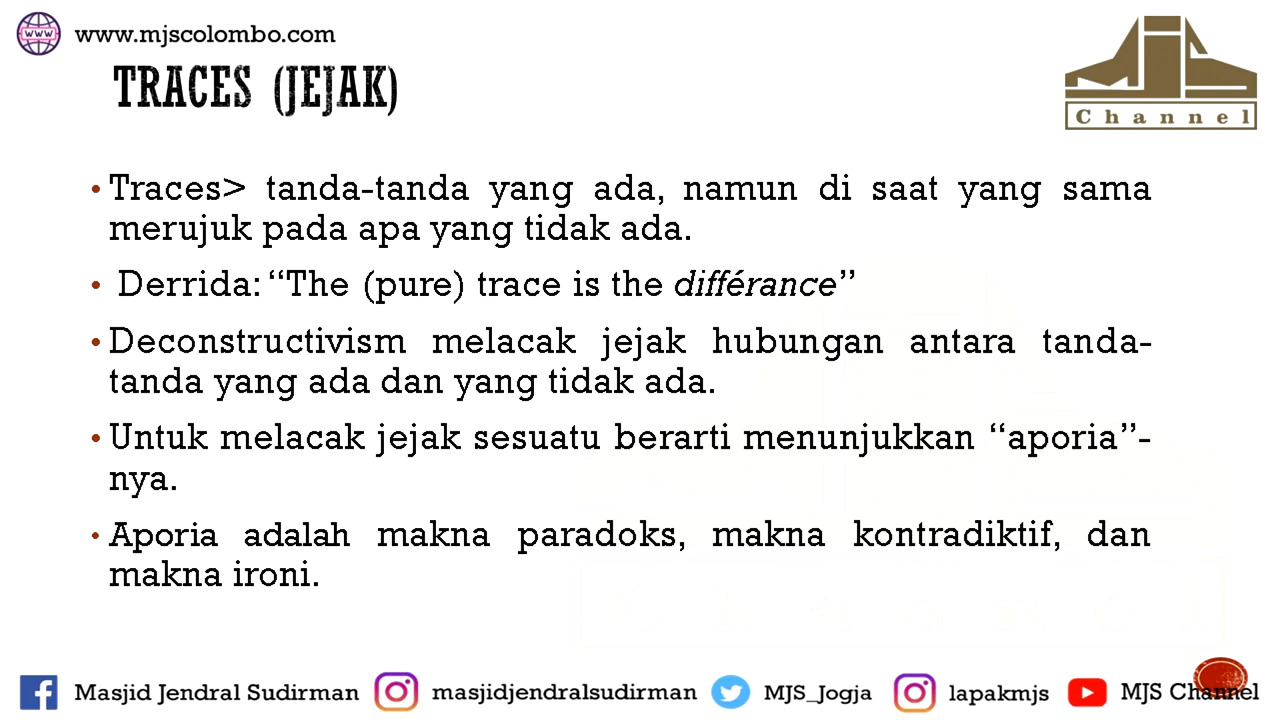 www.mjscolombo.com
TRACES (JEJAK)
MJS
Channel
• Traces> tanda-tanda yang ada, namun di saat yang sama
merujuk pada apa yang tidak ada.
• Derrida: “The (pure) trace is the différance”
• Deconstructivism melacak jejak hubungan antara tanda-
tanda yang ada dan yang tidak ada.
• Untuk melacak jejak sesuatu berarti menunjukkan “aporia”-
nya.
• Aporia adalah makna paradoks, makna kontradiktif, dan
makna ironi.
Masjid Jendral Sudirman masjidjendralsudirman MJS_Jogja lapakmjs MJS Channel